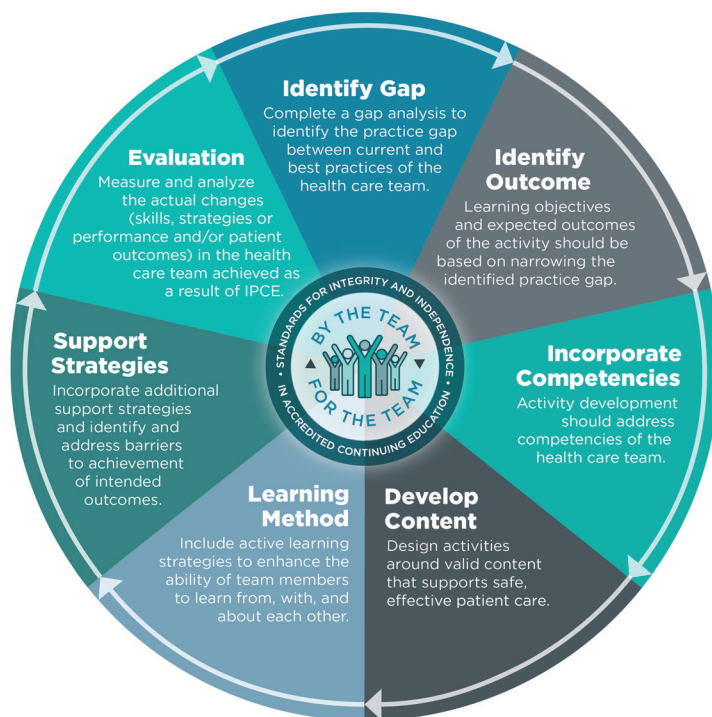 Identify Gap
Complete a gap analysis to
identify the practice gap
between current and
best practices of the
health care team.
Identify
Outcome
Learning objectives
and expected outcomes
of the activity should be
based on narrowing the
identified practice gap.
Incorporate
Competencies
Activity development
should address
competencies of the
health care team.
Develop
Content
Design activities
around valid content
that supports safe,
effective patient care.
Learning
Method
Include active learning
strategies to enhance the
ability of team members
to learn from, with, and
about each other.
Support
Strategies
Incorporate additional
support strategies
and identify and
address barriers
to achievement
of intended
outcomes.
Evaluation
Measure and analyze
the actual changes
(skills, strategies or
performance and/or patient
outcomes) in the health
care team achieved as
a result of IPCE.
• STANDARDS FOR INTEGRITY AND INDEPENDENCE •
IN ACCREDITED CONTINUING EDUCATION
BY THE TEAM
FOR THE TEAM